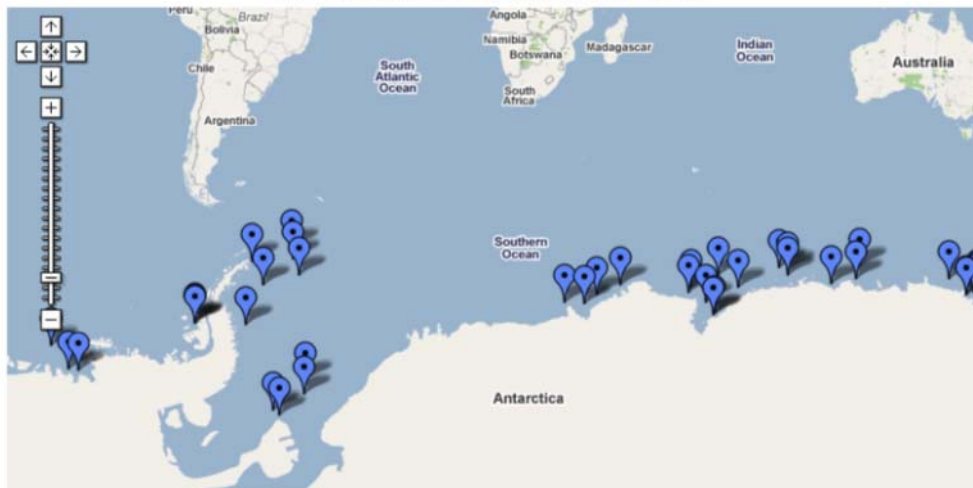 Peru
Brazil
Bolivia
Chile
Argentina
South
Atlantic
Ocean
Angola
Namibia
Botswana
Madagascar
South
Africa
Indian
Ocean
Australia
Southern
Ocean
Antarctica